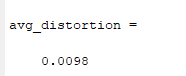 avg_distortion =
0.0098